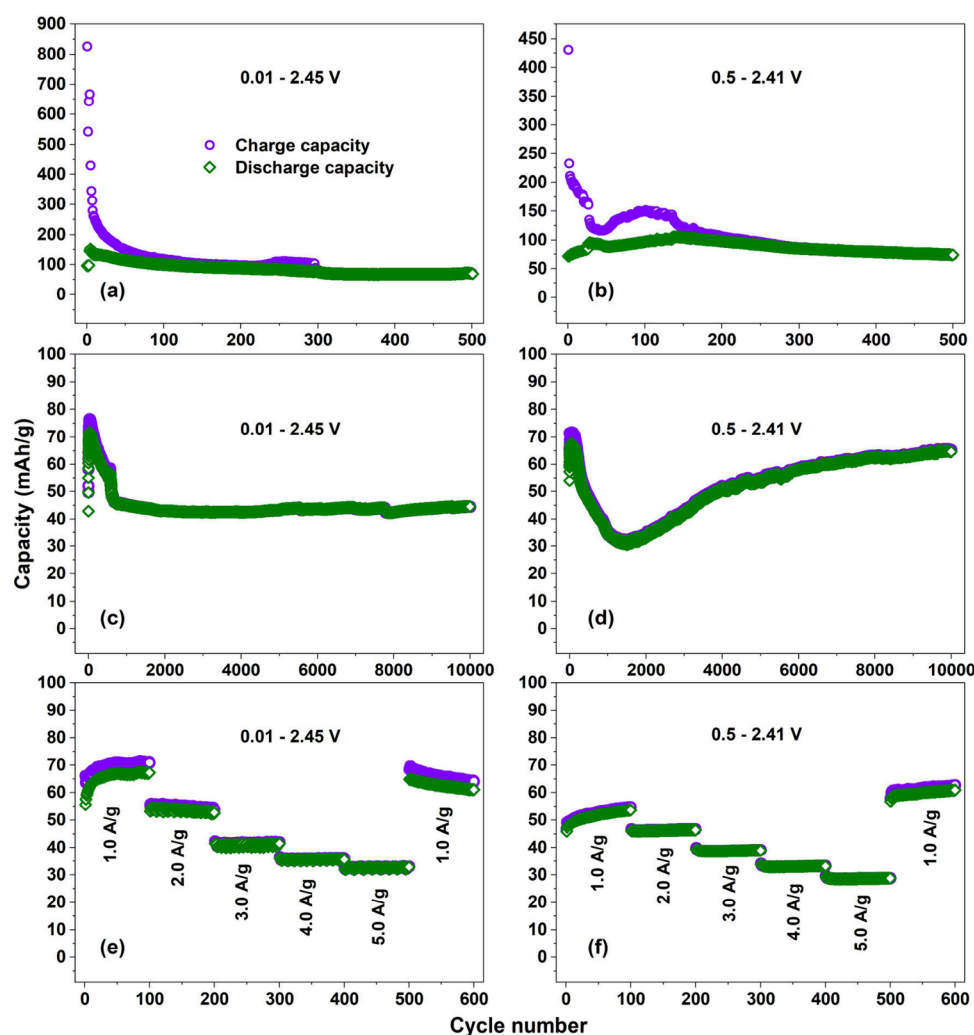 900
800
700
600
500
400
300
200
100
0
0.01 - 2.45 V
Charge capacity
Discharge capacity
(a)
0 100 200 300 400 500
450
400
350
300
250
200
150
100
50
0
0.5 - 2.41 V
(b)
0 100 200 300 400 500
Capacity (mAh/g)
100
90
80
70
60
50
40
30
20
10
0
0.01 - 2.45 V
(c)
0 2000 4000 6000 8000 10000
100
90
80
70
60
50
40
30
20
10
0
0.5 - 2.41 V
(d)
0 2000 4000 6000 8000 10000
100
90
80
70
60
50
40
30
20
10
0
0.01 - 2.45 V
1.0 A/g
2.0 A/g
3.0 A/g
4.0 A/g
5.0 A/g
1.0 A/g
(e)
0 100 200 300 400 500 600
100
90
80
70
60
50
40
30
20
10
0
0.5 - 2.41 V
1.0 A/g
2.0 A/g
3.0 A/g
4.0 A/g
5.0 A/g
1.0 A/g
(f)
0 100 200 300 400 500 600
Cycle number